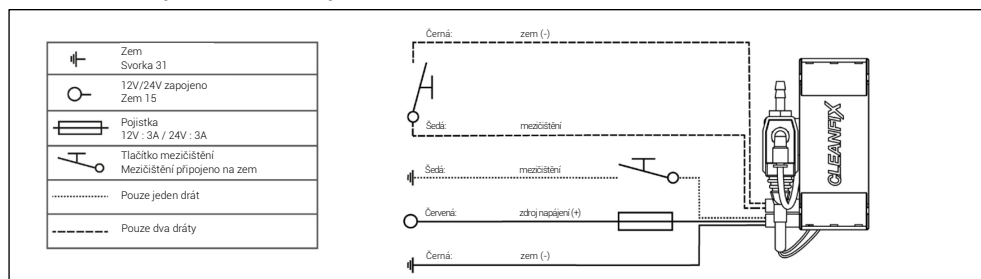 Zem
Svorka 31
12V/24V zapojeno
Zem 15
Pojistka
12V : 3A / 24V : 3A
Tlačítko mezičištění
Mezičištění připojeno na zem
Pouze jeden drát
Pouze dva dráty
Černá: zem (-)
Šedá: mezičištění
Šedá: mezičištění
Červená: zdroj napájení (+)
Černá: zem (-)
CLEANFIX